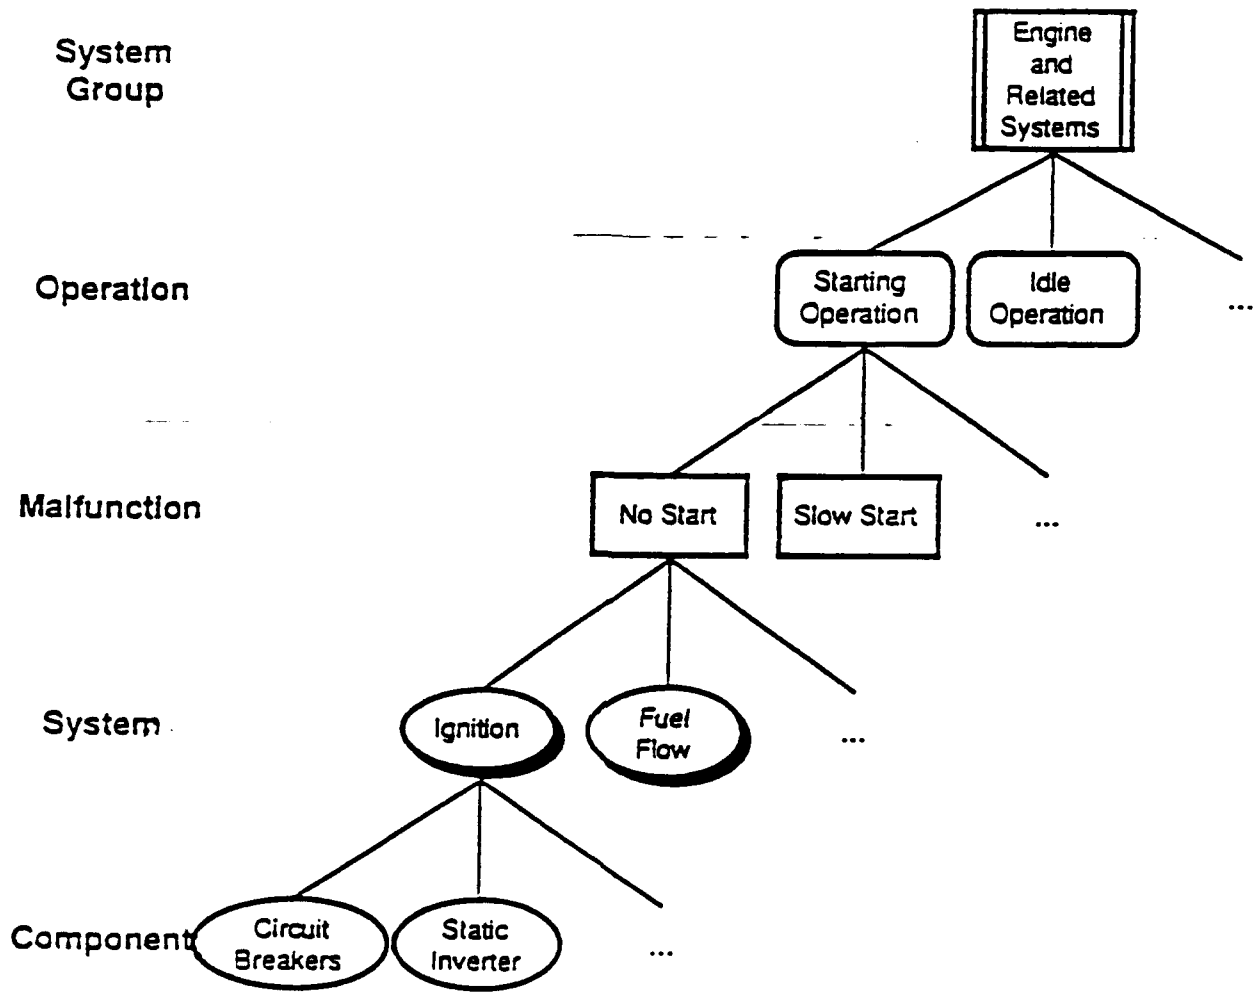 System
Group
Engine
and
Related
Systems
Operation
Starting
Operation
Idle
Operation
...
Malfunction
No Start
Slow Start
...
System
Ignition
Fuel
Flow
...
Component
Circuit
Breakers
Static
Inverter
...